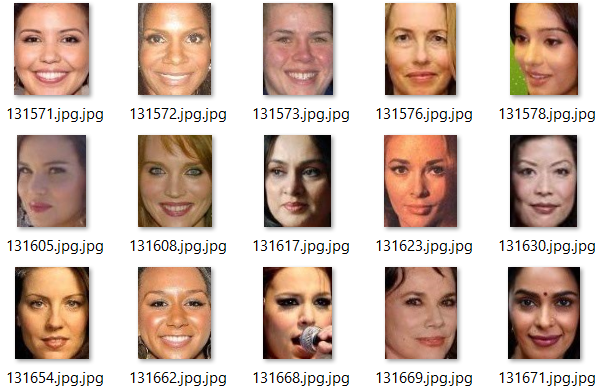 131571.jpg.jpg 131572.jpg.jpg 131573.jpg.jpg 131576.jpg.jpg 131578.jpg.jpg
131605.jpg.jpg 131608.jpg.jpg 131617.jpg.jpg 131623.jpg.jpg 131630.jpg.jpg
131654.jpg.jpg 131662.jpg.jpg 131668.jpg.jpg 131669.jpg.jpg 131671.jpg.jpg